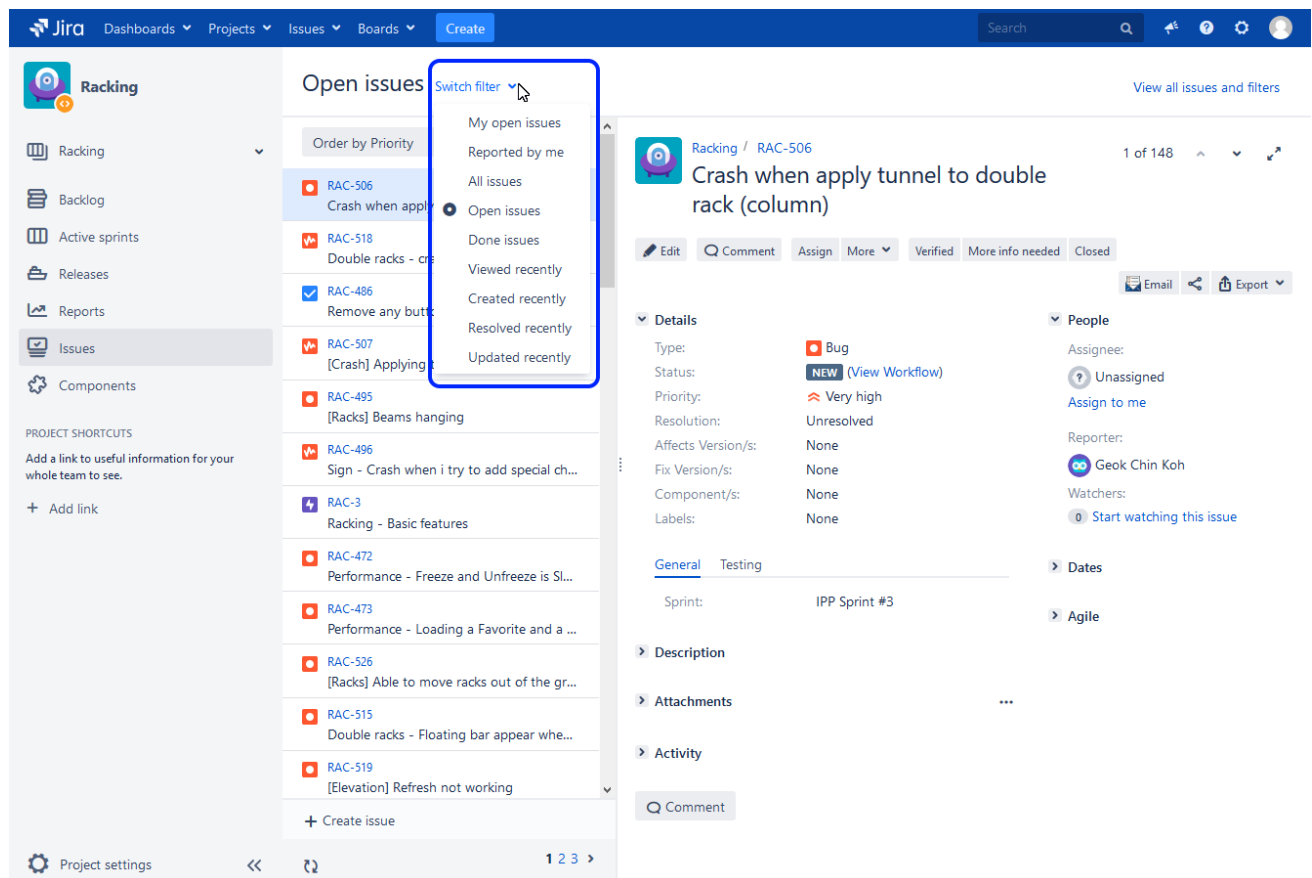 Jira
Dashboards Projects Issues Boards Create
Search
Racking
Racking
Backlog
Active sprints
Releases
Reports
Issues
Components
PROJECT SHORTCUTS
Add a link to useful information for your
whole team to see.
+ Add link
Project settings
Open issues Switch filter
View all issues and filters
My open issues
Reported by me
All issues
Open issues
Done issues
Viewed recently
Created recently
Resolved recently
Updated recently
Order by Priority
RAC-506
Crash when apply
RAC-518
Double racks -
RAC-486
Remove any
RAC-507
[Crash] Applying
RAC-495
[Racks] Beams hanging
RAC-496
Sign - Crash when i try to add special ch...
RAC-3
Racking - Basic features
RAC-472
Performance - Freeze and Unfreeze is Sl...
RAC-473
Performance - Loading a Favorite and a ...
RAC-526
[Racks] Able to move racks out of the gr...
RAC-515
Double racks - Floating bar appear whe...
RAC-519
[Elevation] Refresh not working
+ Create issue
1 2 3
Racking / RAC-506
1 of 148
Crash when apply tunnel to double
rack (column)
Edit Comment Assign More Verified More info needed Closed
Email Export
Details
Type: Bug
Status: NEW (View Workflow)
Priority: Very high
Resolution: Unresolved
Affects Version/s: None
Fix Version/s: None
Component/s: None
Labels: None
General Testing
Sprint: IPP Sprint #3
Description
Attachments
Activity
Comment
People
Assignee:
Unassigned
Assign to me
Reporter:
Geok Chin Koh
Watchers:
0 Start watching this issue
Dates
Agile